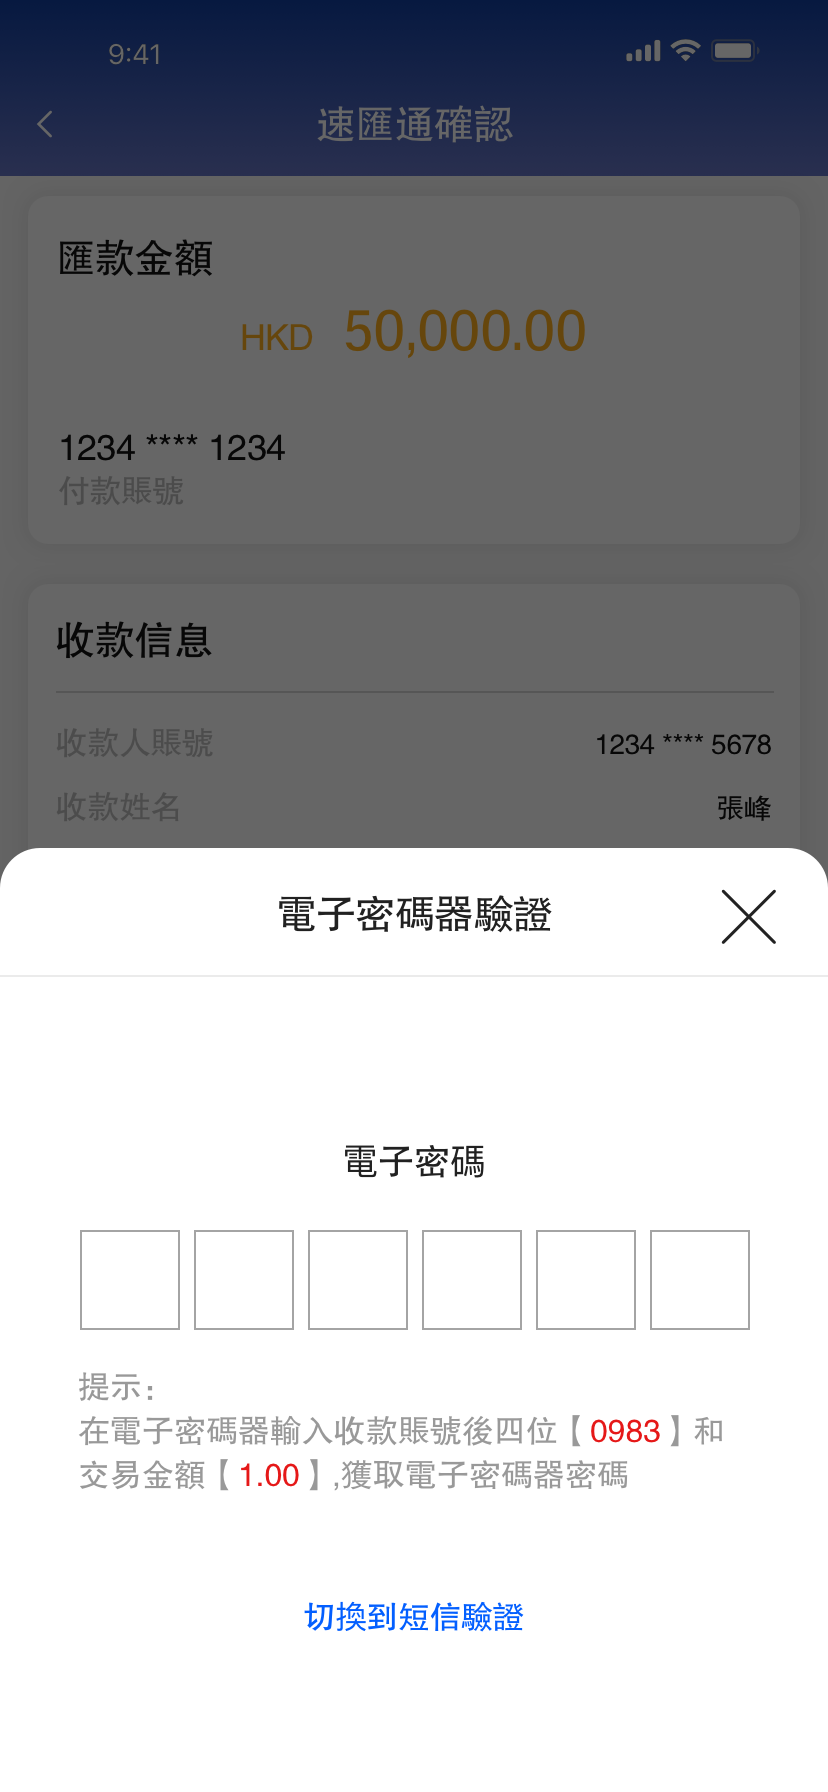 9:41
速匯通確認
匯款金額
HKD 50,000.00
1234 **** 1234
付款賬號
收款信息
收款人賬號 1234 **** 5678
收款姓名 張峰
電子密碼器驗證
電子密碼
提示：
在電子密碼器輸入收款賬號後四位【0983】和
交易金額【1.00】,獲取電子密碼器密碼
切換到短信驗證